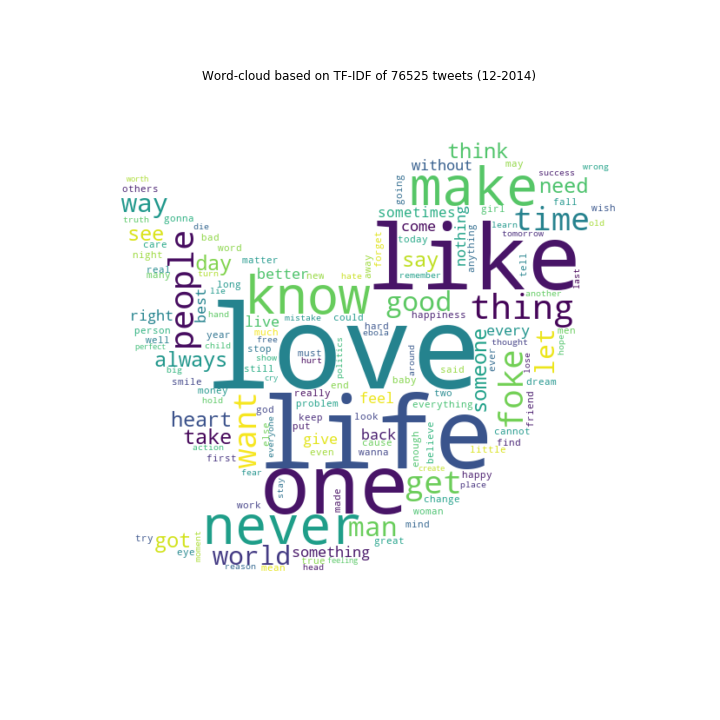 Word-cloud based on TF-IDF of 76525 tweets (12-2014)
think
without
may
wrong
going
success
make
need
worth
others
way
sometimes
girl
fall
wish
truth
gonna
come
nothing
learn
time
old
see
die
care
bad
people
today
forget
like
anything
tomorrow
tell
last
night
word
real
day
matter
away
say
remember
many
turn
better
new
hate
another
long
lie
best
know
good
thing
right
hand
live
mistake
could
happiness
person
year
love
hard
ebola
someone
every
let
men
well
free
much
perfect
child
stop
must
politics
around
ever
thought
hope
always
show
hurt
said
lose
big
still
cry
end
baby
foke
dream
smile
money
really
two
friend
hold
want
god
problem
feel
life
everything
heart
else
everyone
keep
look
put
cannot
take
give
back
enough
believe
find
action
cause
little
first
even
wanna
fear
stay
one
create
happy
work
made
get
place
change
never
man
woman
mind
try
got
moment
great
eye
world
something
true
feeling
reason
mean
head